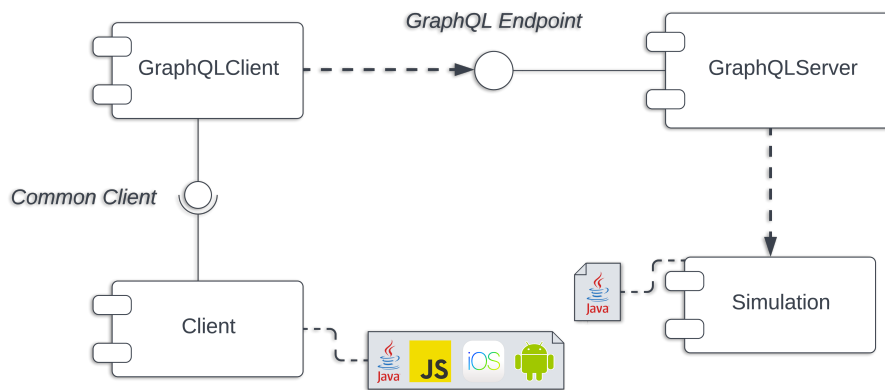 GraphQL Endpoint
GraphQLClient
GraphQLServer
Common Client
Java
Simulation
Client
Java
JS
iOS